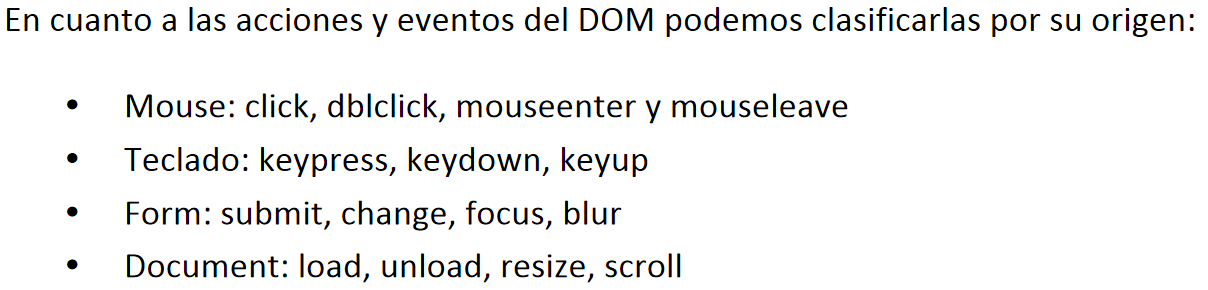 En cuanto a las acciones y eventos del DOM podemos clasificarlas por su origen:
• Mouse: click, dblclick, mouseenter y mouseleave
• Teclado: keypress, keydown, keyup
• Form: submit, change, focus, blur
• Document: load, unload, resize, scroll